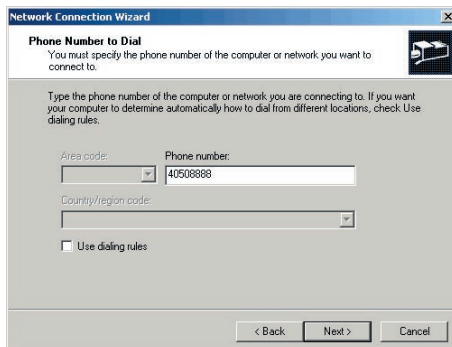 Network Connection Wizard
Phone Number to Dial
You must specify the phone number of the computer or network you want to
connect to.
Type the phone number of the computer or network you are connecting to. If you want
your computer to determine automatically how to dial from different locations, check Use
dialing rules.
Area code: Phone number:
40508888
Country/region code:
Use dialing rules
< Back Next > Cancel